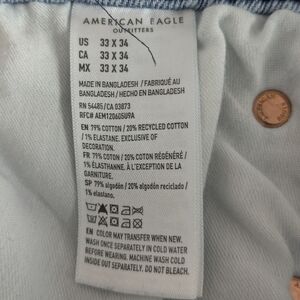 AMERICAN EAGLE
OUTFITTERS
US 33 X 34
CA 33 X 34
MX 33 X 34
MADE IN BANGLADESH / FABRIQUÉ AU
BANGLADESH / HECHO EN BANGLADESH
RN 54485/CA 03873
RFC# AEM120605U9A
EN 79% COTTON / 20% RECYCLED COTTON
/ 1% ELASTANE. EXCLUSIVE OF
DECORATION.
FR 79% COTON / 20% COTON RÉGÉNÉRÉ /
1% ÉLASTHANNE. À L'EXCEPTION DE LA
GARNITURE.
SP 79% algodón / 20% algodón reciclado /
1% elastano.
EN COLOR MAY TRANSFER WHEN NEW.
WASH ONCE SEPARATELY IN COLD WATER
BEFORE WEARING. MACHINE WASH COLD
INSIDE OUT SEPARATELY. DO NOT BLEACH.